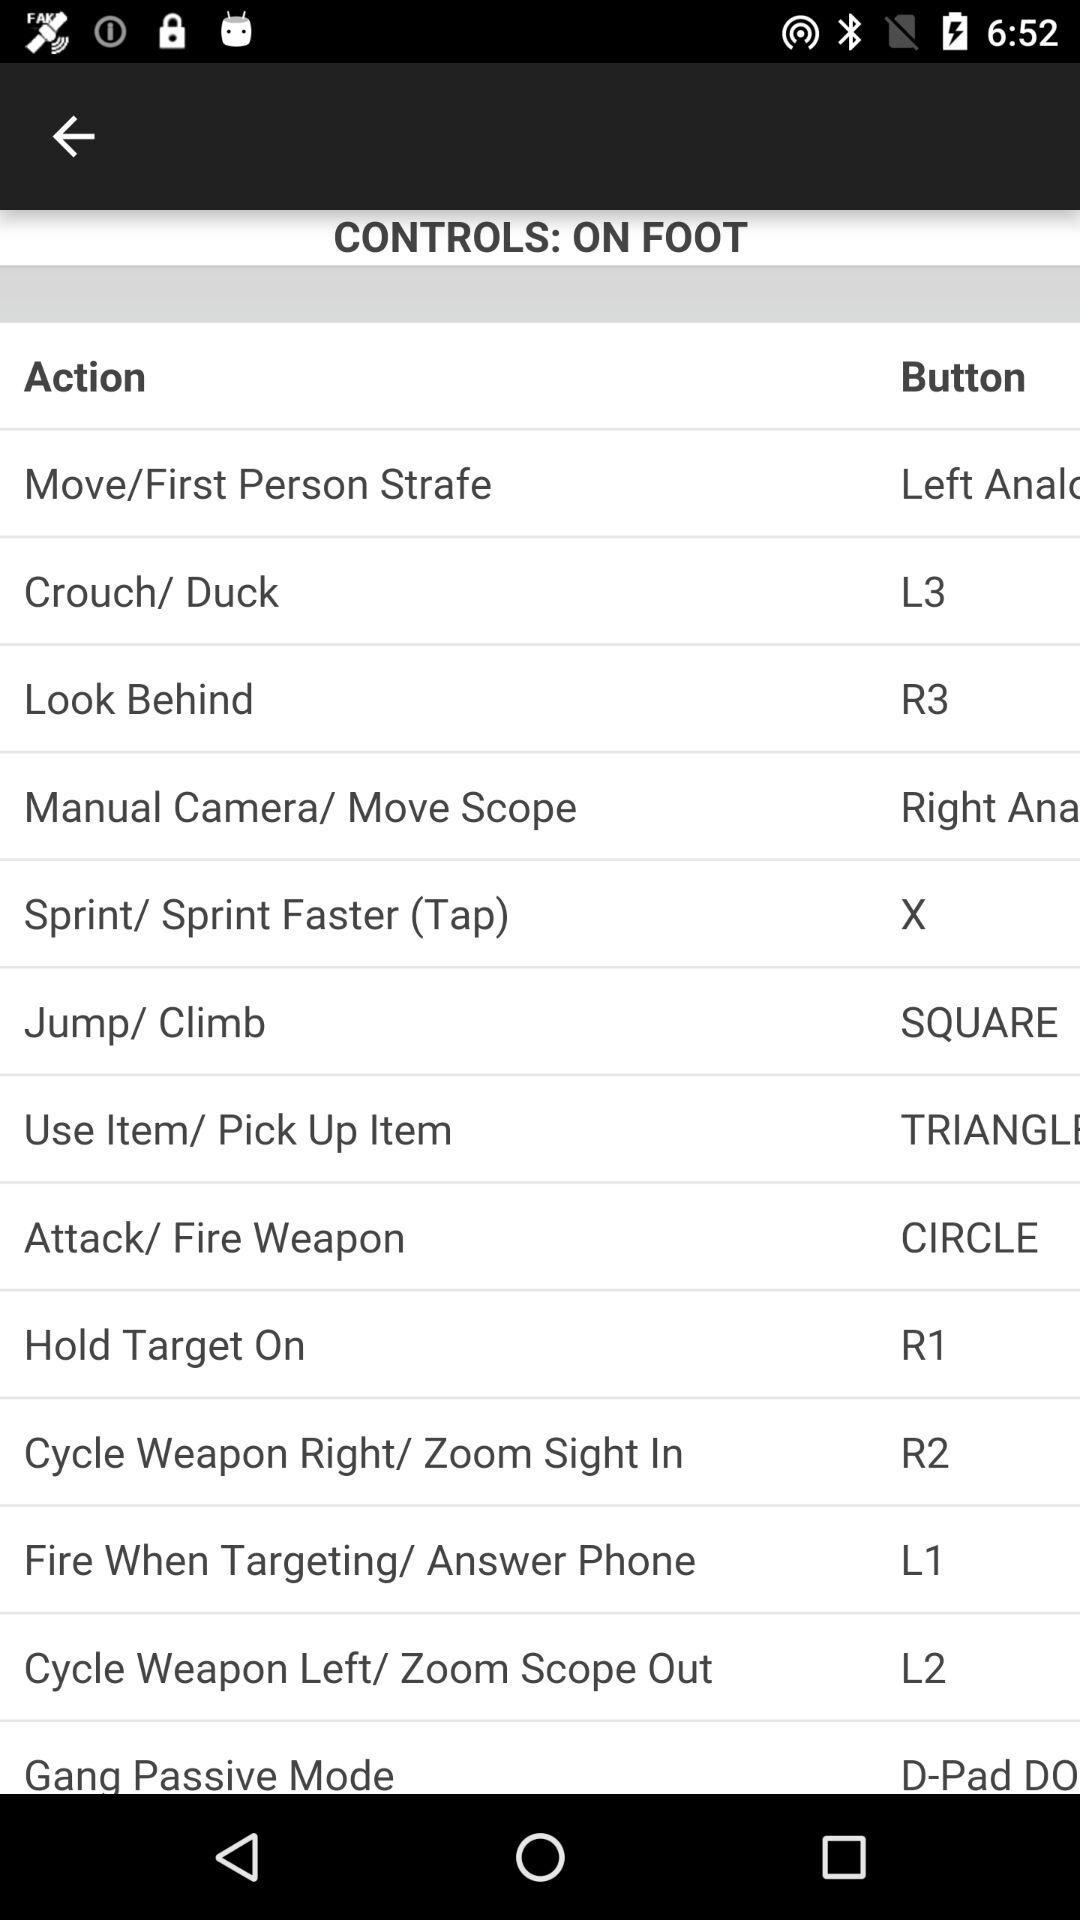 FAKE
6:52
CONTROLS: ON FOOT
Action Button
Move/First Person Strafe Left Analo
Crouch/ Duck L3
Look Behind R3
Manual Camera/ Move Scope Right Ana
Sprint/ Sprint Faster (Tap) X
Jump/ Climb SQUARE
Use Item/ Pick Up Item TRIANGLE
Attack/ Fire Weapon CIRCLE
Hold Target On R1
Cycle Weapon Right/ Zoom Sight In R2
Fire When Targeting/ Answer Phone L1
Cycle Weapon Left/ Zoom Scope Out L2
Gang Passive Mode D-Pad DO